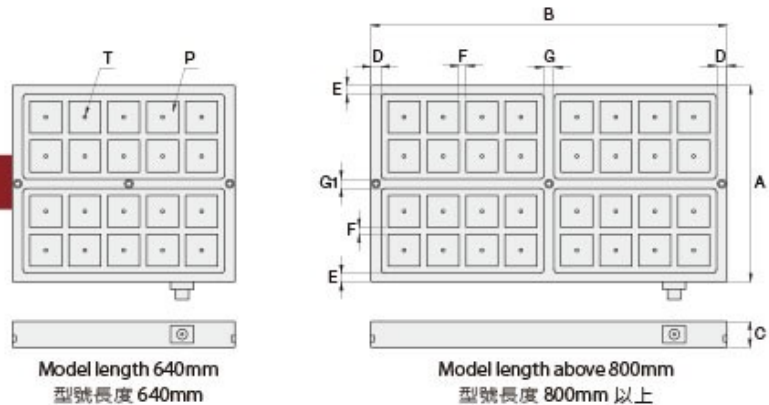 B
D F G D
T P
E
G1
A
F
E
C
Model length 640mm
型號長度 640mm
Model length above 800mm
型號長度 800mm 以上